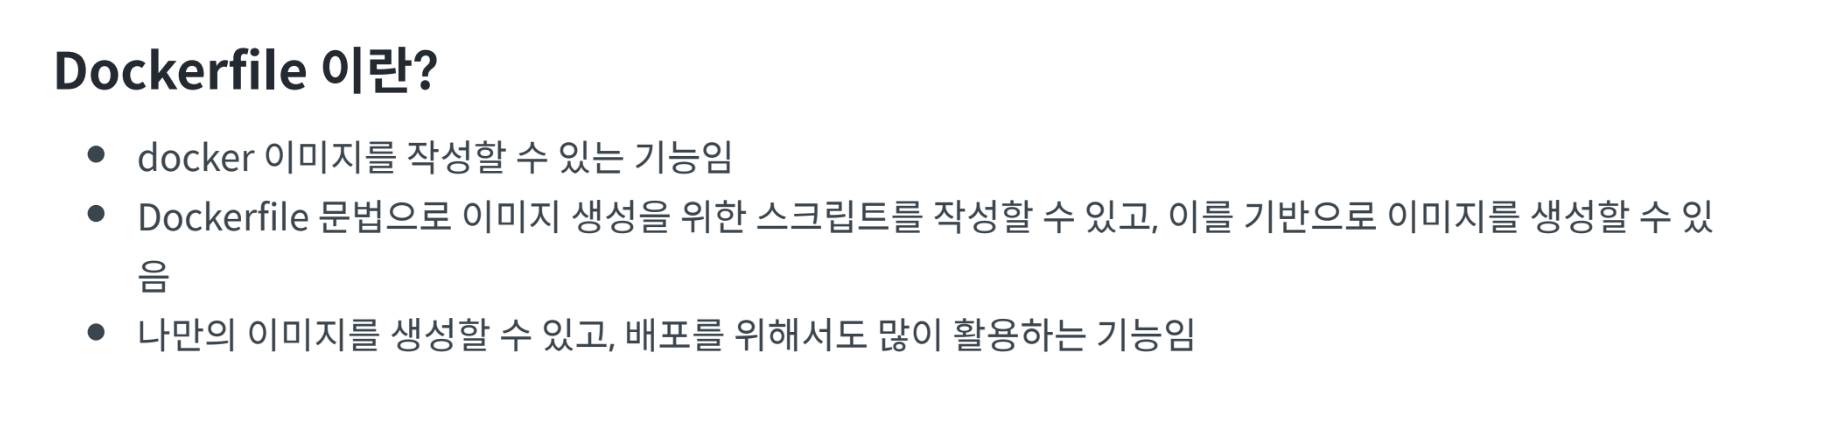 Dockerfile 이란?
docker 이미지를 작성할 수 있는 기능임
Dockerfile 문법으로 이미지 생성을 위한 스크립트를 작성할 수 있고, 이를 기반으로 이미지를 생성할 수 있
음
나만의 이미지를 생성할 수 있고, 배포를 위해서도 많이 활용하는 기능임